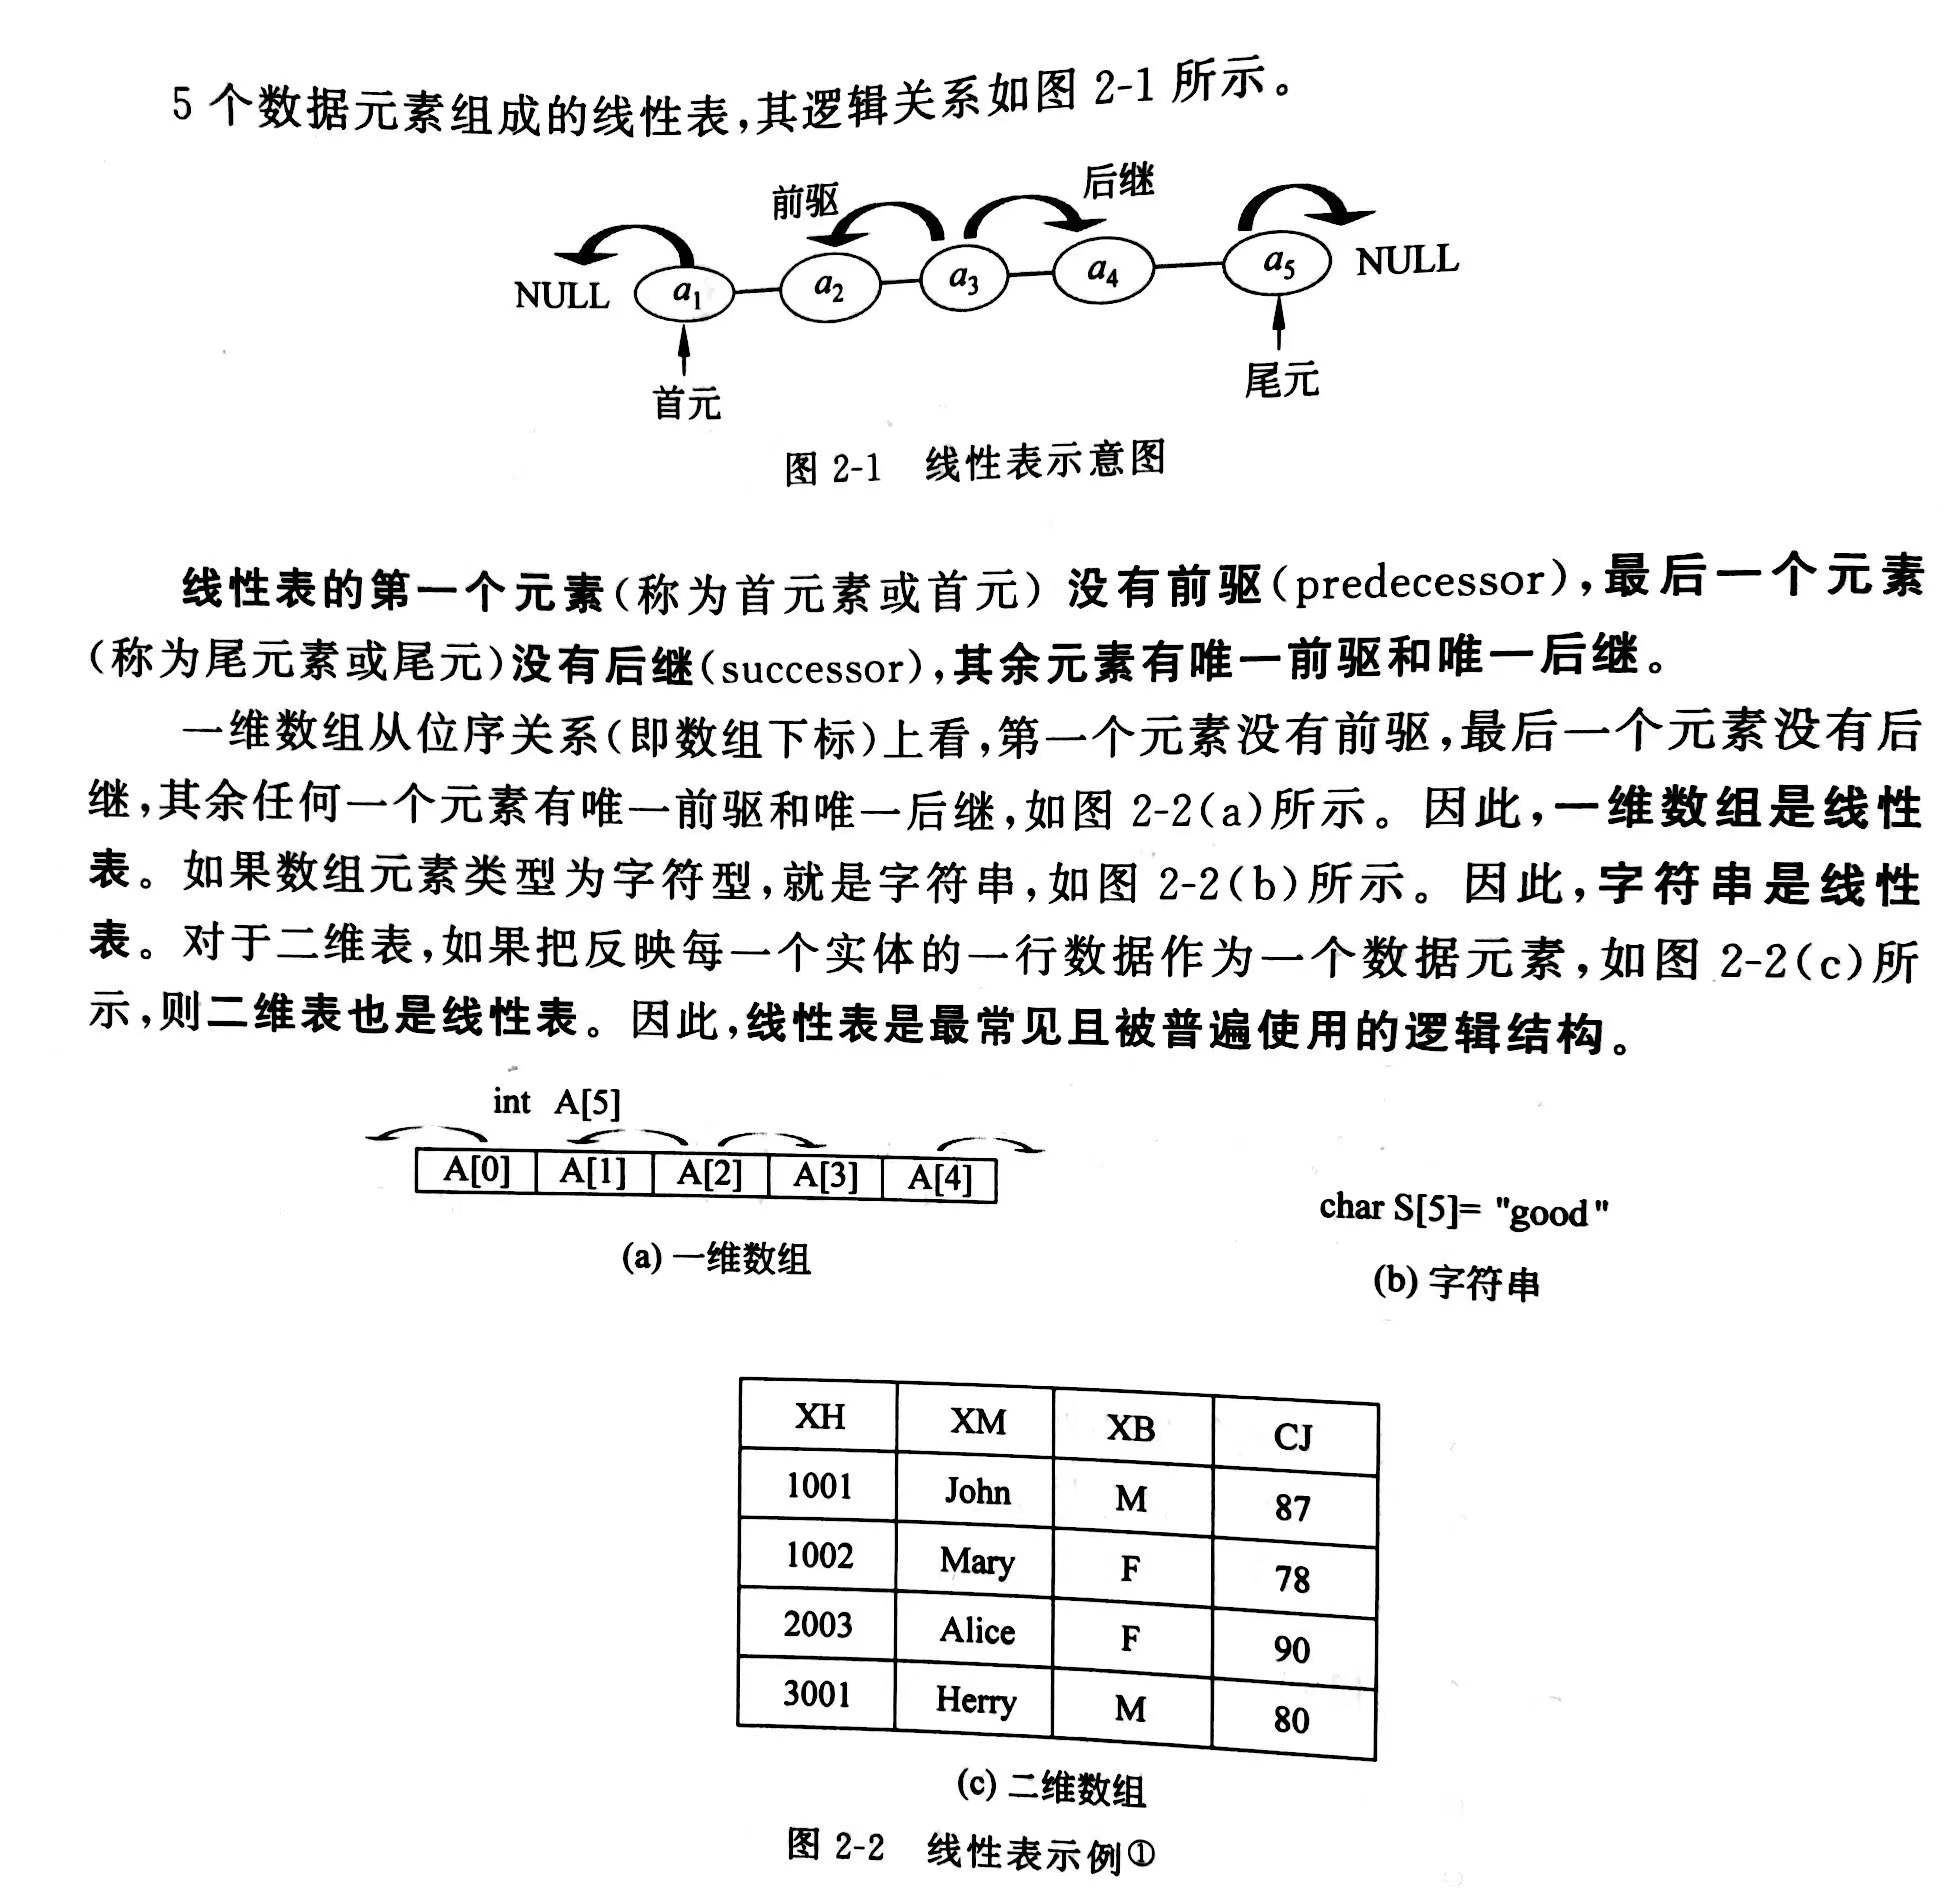 5 个数据元素组成的线性表,其逻辑关系如图 2-1 所示。
前驱 后继
NULL a1 a2 a3 a4 a5 NULL
首元 尾元
图 2-1 线性表示意图
线性表的第一个元素(称为首元素或首元)没有前驱(predecessor),最后一个元素
(称为尾元素或尾元)没有后继(successor),其余元素有唯一前驱和唯一后继。
一维数组从位序关系(即数组下标)上看,第一个元素没有前驱,最后一个元素没有后
继,其余任何一个元素有唯一前驱和唯一后继,如图 2-2(a)所示。因此,一维数组是线性
表。如果数组元素类型为字符型,就是字符串,如图 2-2(b)所示。因此,字符串是线性
表。对于二维表,如果把反映每一个实体的一行数据作为一个数据元素,如图 2-2(c)所
示,则二维表也是线性表。因此,线性表是最常见且被普遍使用的逻辑结构。
int A[5]
A[0] A[1] A[2] A[3] A[4]
(a) 一维数组
char S[5]= "good"
(b) 字符串
XH XM XB CJ
1001 John M 87
1002 Mary F 78
2003 Alice F 90
3001 Herry M 80
(c) 二维数组
图 2-2 线性表示例①